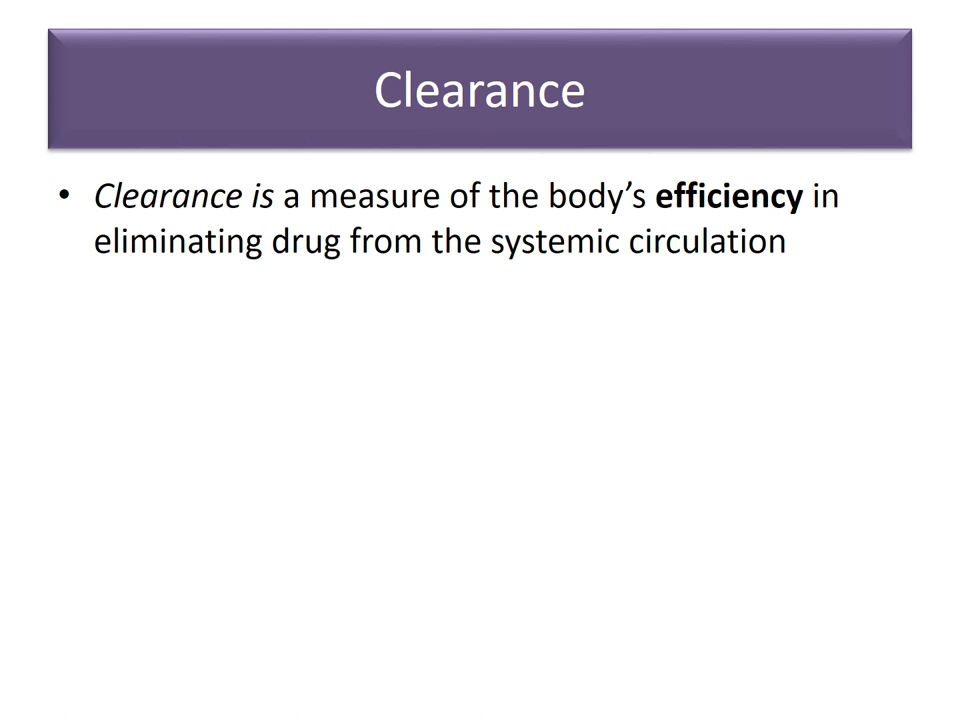 Clearance
• Clearance is a measure of the body’s efficiency in
eliminating drug from the systemic circulation